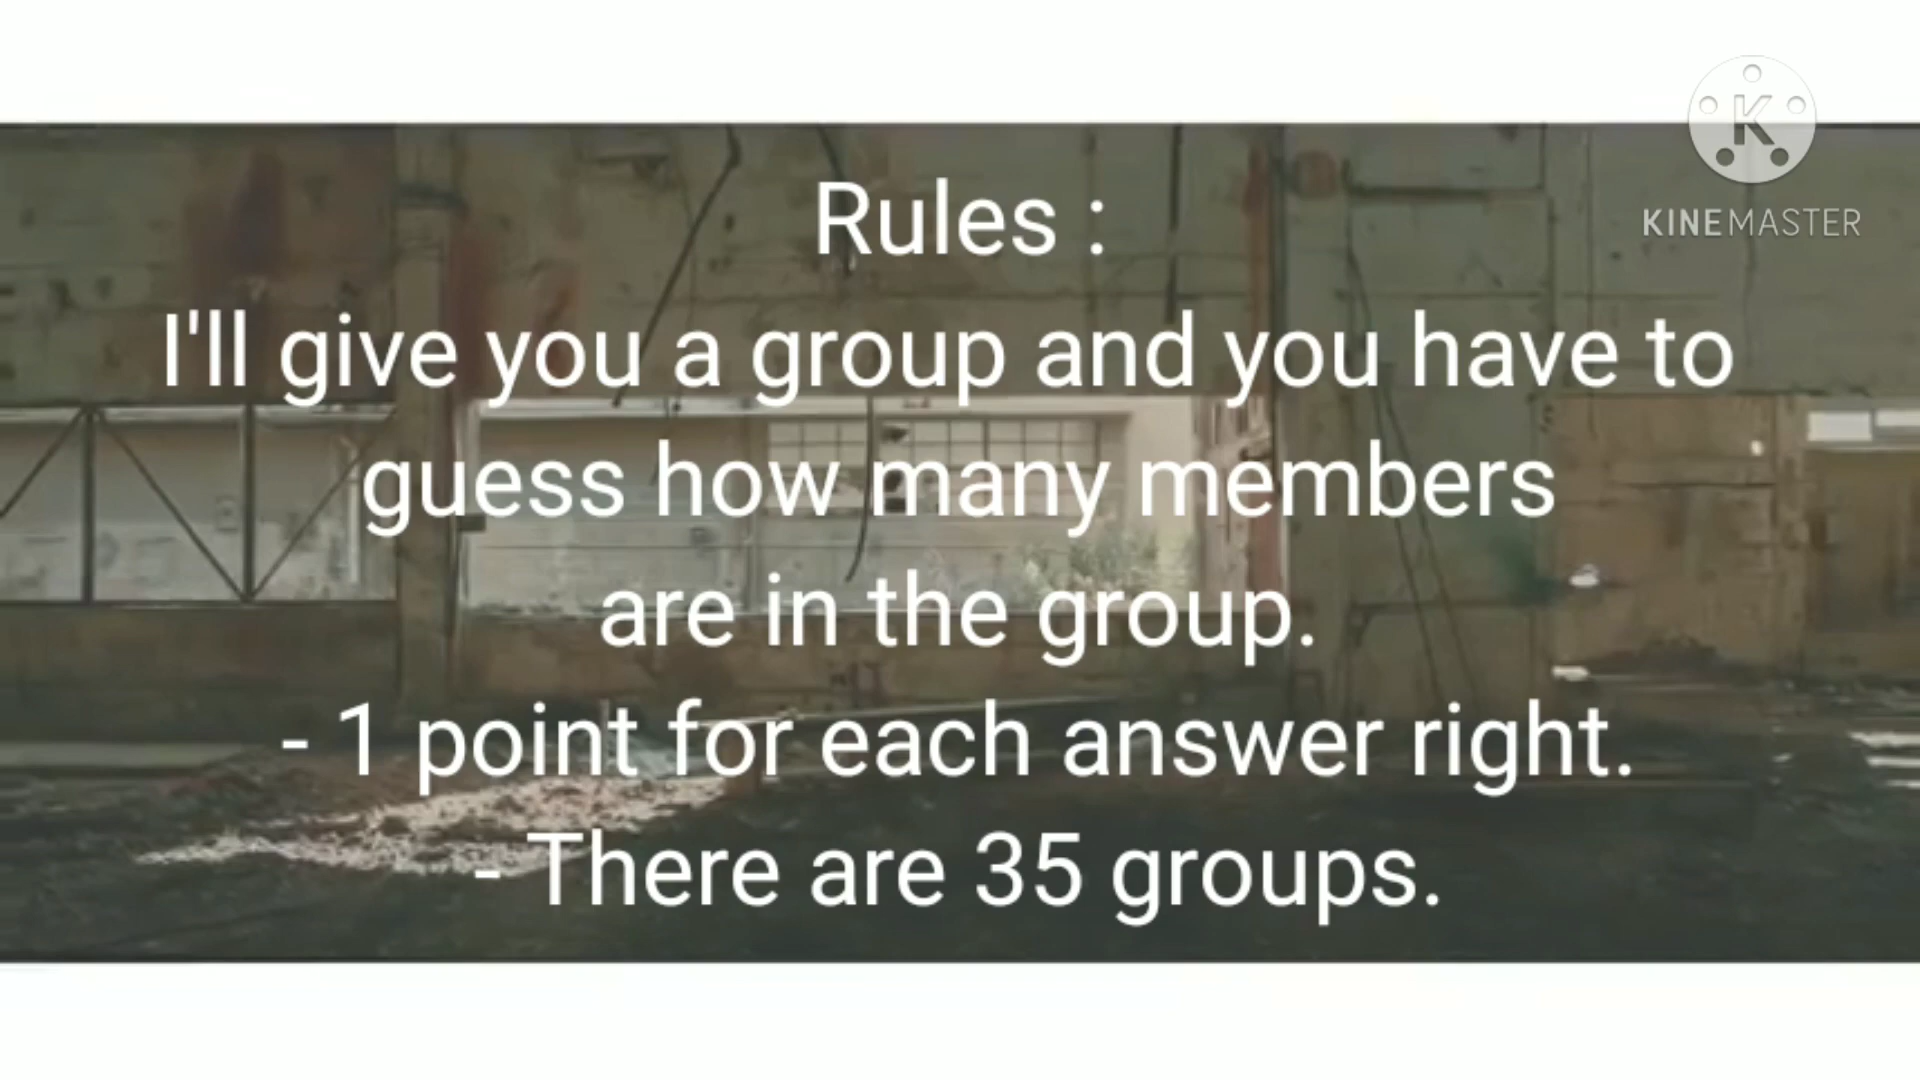 KINEMASTER
Rules :
I'll give you a group and you have to
guess how many members
are in the group.
- 1 point for each answer right.
- There are 35 groups.